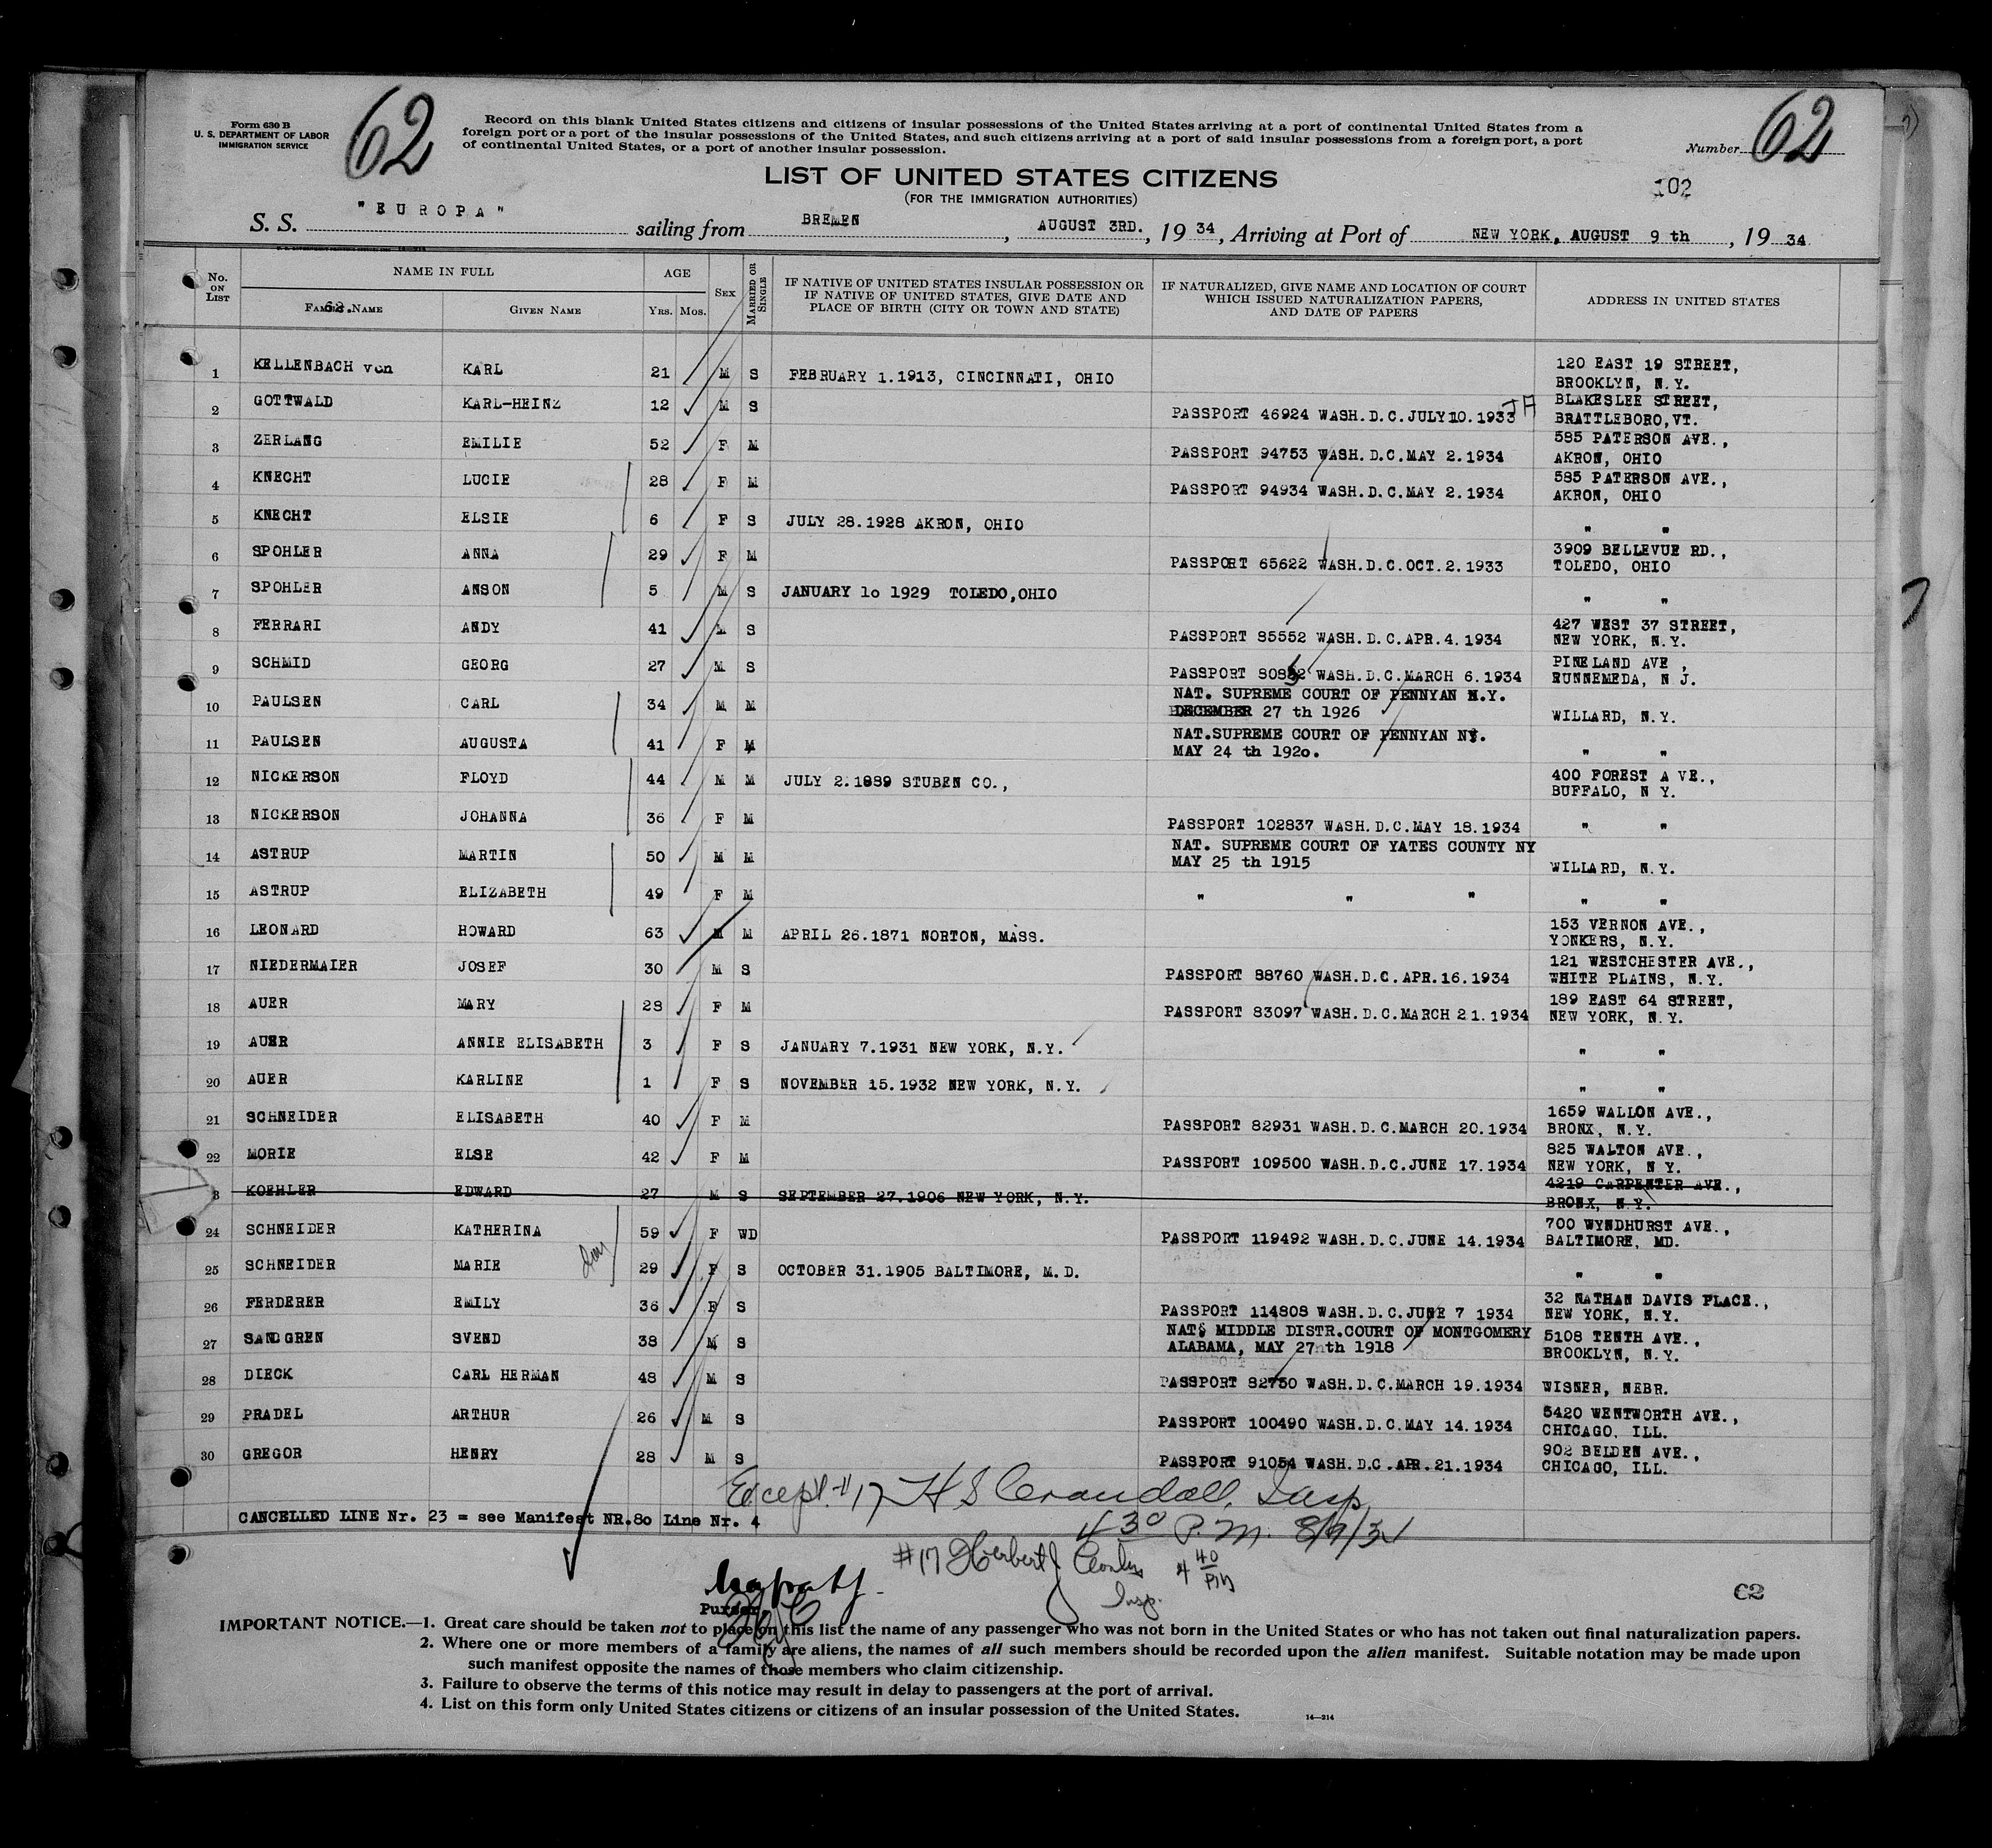 Form 630 B
U. S. DEPARTMENT OF LABOR
IMMIGRATION SERVICE
62
Record on this blank United States citizens and citizens of insular possessions of the United States arriving at a port of continental United States from a
foreign port or a port of the insular possessions of the United States, and such citizens arriving at a port of said insular possessions from a foreign port, a port
of continental United States, or a port of another insular possession.
Number 62
102
LIST OF UNITED STATES CITIZENS
(FOR THE IMMIGRATION AUTHORITIES)
S. S. "EUROPA" sailing from BREMEN, AUGUST 3RD., 19 34, Arriving at Port of NEW YORK, AUGUST 9 th, 19 34
No. ON LIST
NAME IN FULL
FAMILY NAME 62. GIVEN NAME
AGE
Yrs. Mos.
SEX
MARRIED OR SINGLE
IF NATIVE OF UNITED STATES INSULAR POSSESSION OR
IF NATIVE OF UNITED STATES, GIVE DATE AND
PLACE OF BIRTH (CITY OR TOWN AND STATE)
IF NATURALIZED, GIVE NAME AND LOCATION OF COURT
WHICH ISSUED NATURALIZATION PAPERS,
AND DATE OF PAPERS
ADDRESS IN UNITED STATES
1 KELLENBACH von KARL 21 M S FEBRUARY 1.1913, CINCINNATI, OHIO 120 EAST 19 STREET,
BROOKLYN, N.Y.
2 GOTTWALD KARL-HEINZ 12 M S PASSPORT 46924 WASH.D.C.JULY 10.1933 BLAKESLEE STREET,
BRATTLEBORO,VT.
3 ZERLANG EMILIE 52 F M PASSPORT 94753 WASH.D.C.MAY 2.1934 585 PATERSON AVE.,
AKRON, OHIO
4 KNECHT LUCIE 28 F M PASSPORT 94934 WASH.D.C.MAY 2.1934 585 PATERSON AVE.,
AKRON, OHIO
5 KNECHT ELSIE 6 F S JULY 28.1928 AKRON, OHIO " "
6 SPOHLER ANNA 29 F M PASSPORT 65622 WASH.D.C.OCT.2.1933 3909 BELLEVUE RD.,
TOLEDO, OHIO
7 SPOHLER ANSON 5 M S JANUARY 1o 1929 TOLEDO,OHIO " "
8 FERRARI ANDY 41 M S PASSPORT 85552 WASH.D.C.APR.4.1934 427 WEST 37 STREET,
NEW YORK, N.Y.
9 SCHMID GEORG 27 M S PASSPORT WASH.D.C.MARCH 6.1934 PINELAND AVE ,
RUNNEMEDA, N J.
10 PAULSEN CARL 34 M M NAT. SUPREME COURT OF PENNYAN N.Y.
DECEMBER 27 th 1926 WILLARD, N.Y.
11 PAULSEN AUGUSTA 41 F M NAT.SUPREME COURT OF PENNYAN NY.
MAY 24 th 192o. " "
12 NICKERSON FLOYD 44 M M JULY 2.1889 STUBEN CO., 400 FOREST A VE.,
BUFFALO, N Y.
13 NICKERSON JOHANNA 36 F M PASSPORT 102837 WASH.D.C.MAY 18.1934 " "
14 ASTRUP MARTIN 50 M M NAT. SUPREME COURT OF YATES COUNTY NY
MAY 25 th 1915 WILLARD, N.Y.
15 ASTRUP ELIZABETH 49 F M " " " " "
16 LEONARD HOWARD 63 M M APRIL 26.1871 NORTON, MASS. 153 VERNON AVE.,
YONKERS, N.Y.
17 NIEDERMAIER JOSEF 30 M S PASSPORT 88760 WASH.D.C.APR.16.1934 121 WESTCHESTER AVE.,
WHITE PLAINS, N.Y.
18 AUER MARY 28 F M PASSPORT 83097 WASH.D.C.MARCH 21.1934 189 EAST 64 STREET,
NEW YORK, N.Y.
19 AUER ANNIE ELISABETH 3 F S JANUARY 7.1931 NEW YORK, N.Y. " "
20 AUER KARLINE 1 F S NOVEMBER 15.1932 NEW YORK, N.Y. " "
21 SCHNEIDER ELISABETH 40 F M PASSPORT 82931 WASH.D.C.MARCH 20.1934 1659 WALLON AVE.,
BRONX, N.Y.
22 MORIE ELSE 42 F M PASSPORT 109500 WASH.D.C.JUNE 17.1934 825 WALTON AVE.,
NEW YORK, N Y.
3 KOEHLER EDWARD 27 M S SEPTEMBER 27.1906 NEW YORK, N.Y. 4219 CARPENTER AVE.,
BRONX, N.Y.
24 SCHNEIDER KATHERINA 59 F WD PASSPORT 119492 WASH.D.C.JUNE 14.1934 700 WYNDHURST AVE.,
BALTIMORE, MD.
25 SCHNEIDER MARIE 29 F S OCTOBER 31.1905 BALTIMORE, M.D. " "
26 FERDERER EMILY 36 F S PASSPORT 114808 WASH.D.C.JUNE 7 1934 32 NATHAN DAVIS PLACE.,
NEW YORK, N.Y.
27 SANDGREN SVEND 38 M S NAT. MIDDLE DISTR.COURT OF MONTGOMERY
ALABAMA, MAY 27 th 1918 5108 TENTH AVE.,
BROOKLYN, N.Y.
28 DIECK CARL HERMAN 48 M S PASSPORT 82750 WASH.D.C.MARCH 19.1934 WISNER, NEBR.
29 PRADEL ARTHUR 26 M S PASSPORT 100490 WASH.D.C.MAY 14.1934 5420 WENTWORTH AVE.,
CHICAGO, ILL.
30 GREGOR HENRY 28 M S PASSPORT 91054 WASH.D.C.APR.21.1934 902 BELDEN AVE.,
CHICAGO, ILL.
Except #17 H S Crandall, Insp.
CANCELLED LINE Nr. 23 = see Manifest NR.8o Line Nr. 4
4 30 P.M. 8/9/34
#17 Herbert J Insp. 4 40 PM
Purser.
62
IMPORTANT NOTICE.—1. Great care should be taken not to place on this list the name of any passenger who was not born in the United States or who has not taken out final naturalization papers.
2. Where one or more members of a family are aliens, the names of all such members should be recorded upon the alien manifest. Suitable notation may be made upon
such manifest opposite the names of those members who claim citizenship.
3. Failure to observe the terms of this notice may result in delay to passengers at the port of arrival.
4. List on this form only United States citizens or citizens of an insular possession of the United States.
14—214